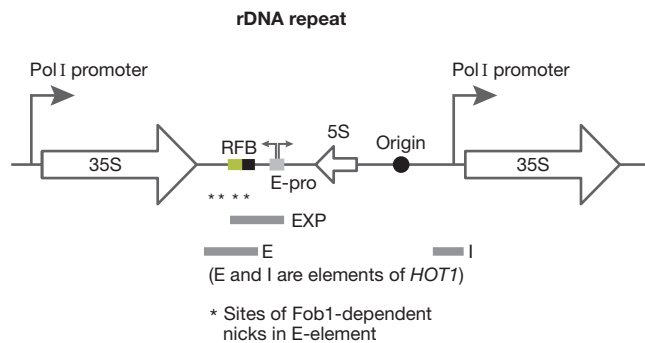 rDNA repeat
Pol I promoter
Pol I promoter
35S
RFB
E-pro
5S
Origin
35S
* * * *
EXP
E
I
(E and I are elements of HOT1)
* Sites of Fob1-dependent
nicks in E-element